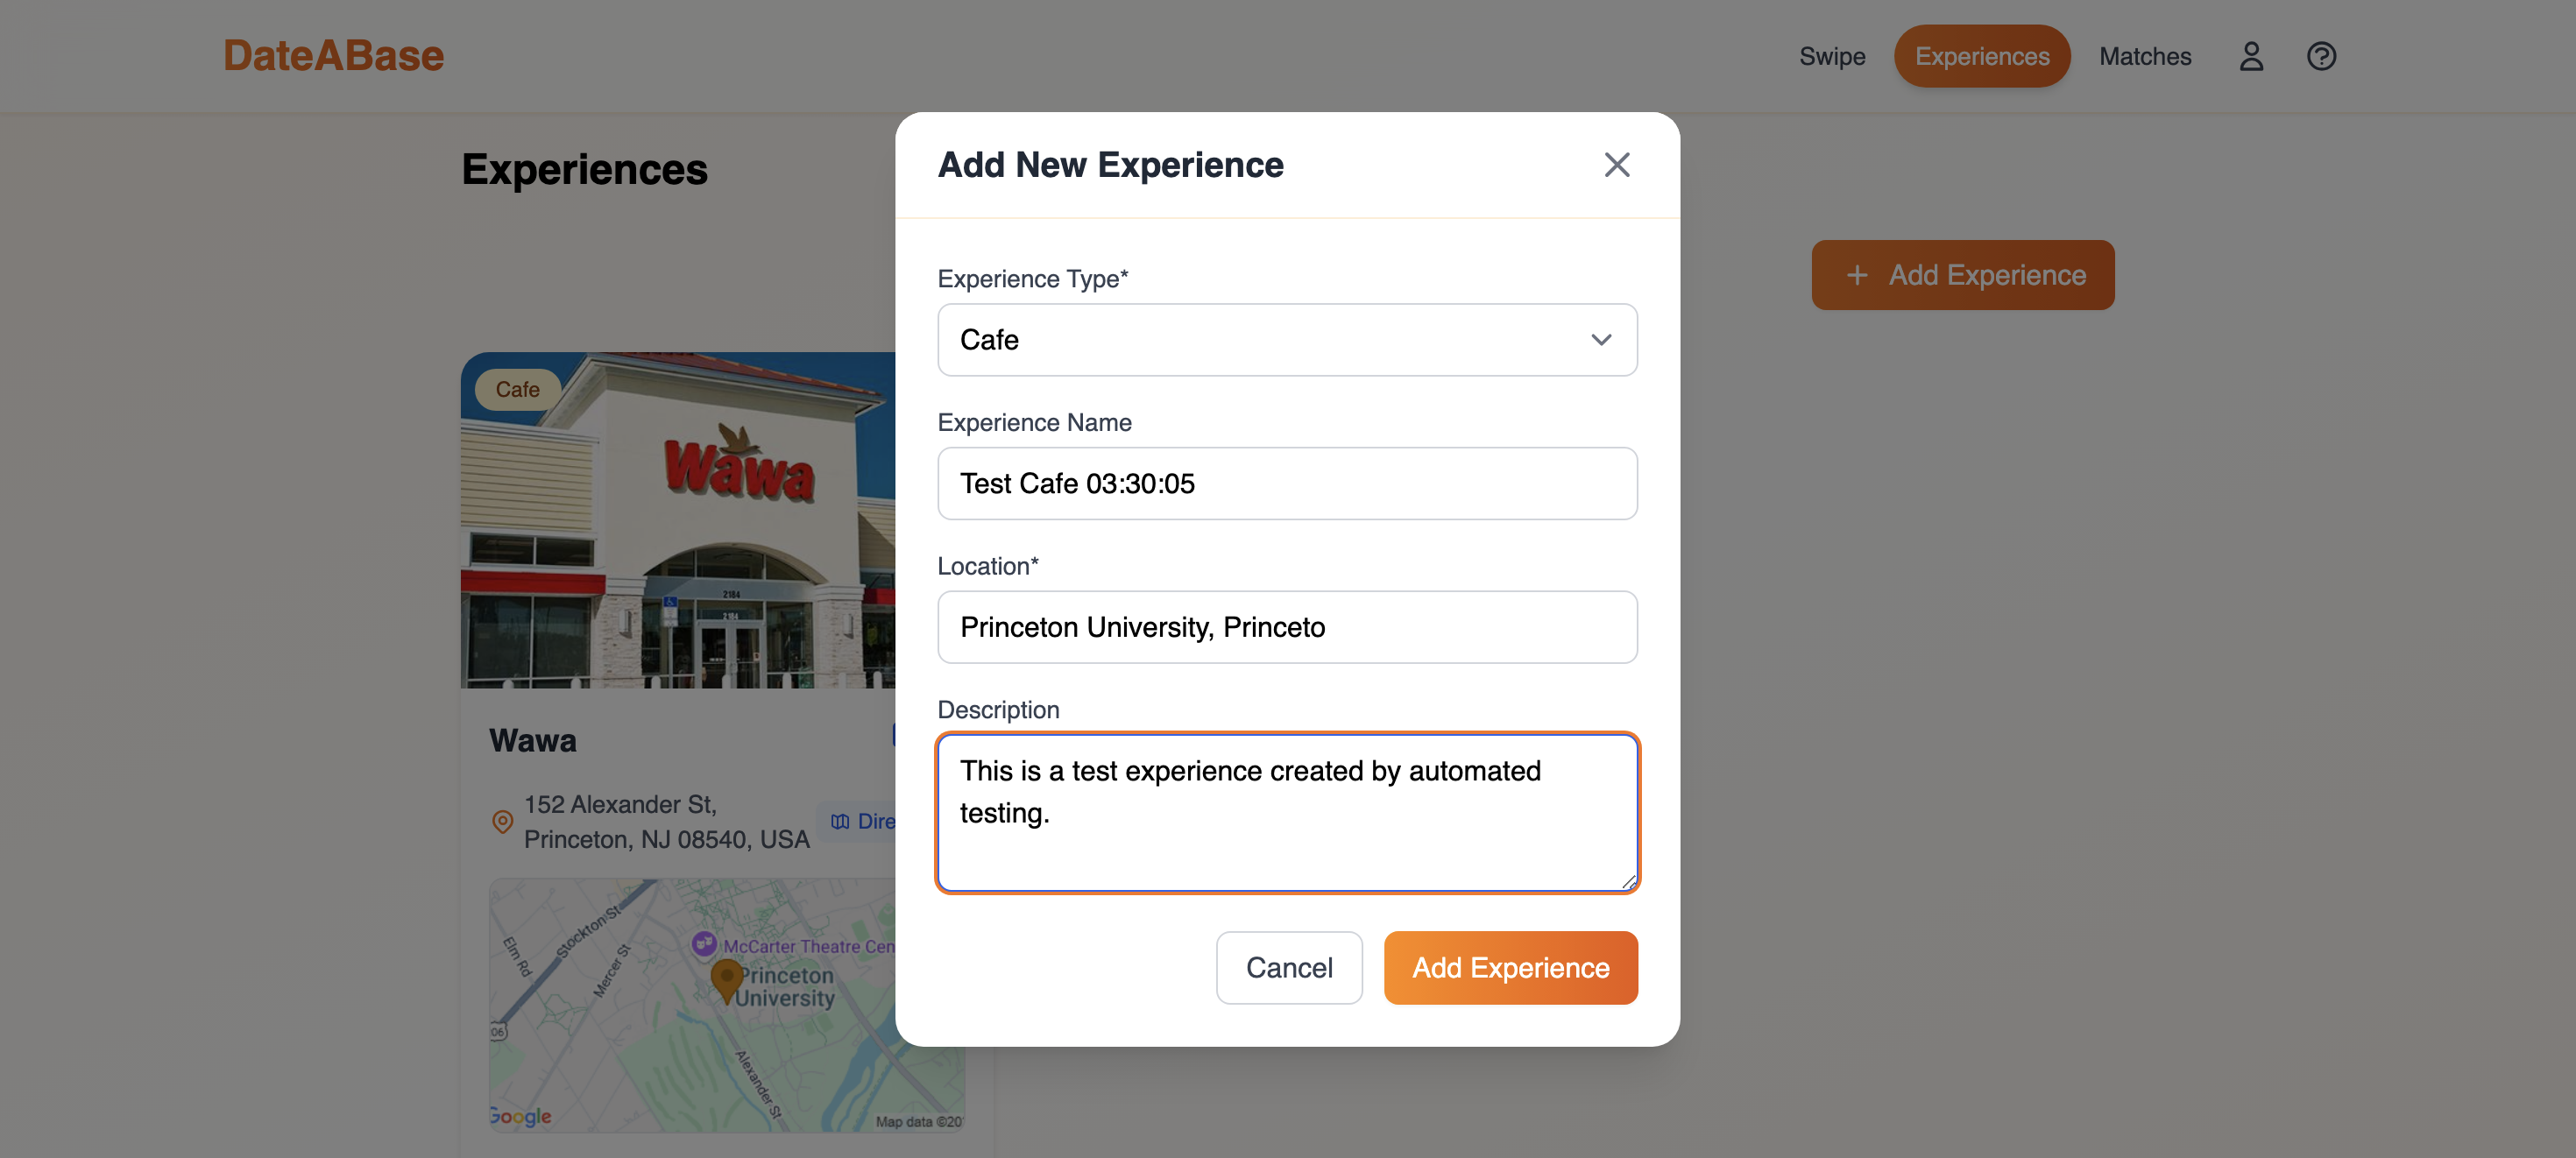 DateABase
Swipe
Experiences
Matches
Experiences
Add Experience
Cafe
Wawa
2184
2184
Wawa
152 Alexander St,
Princeton, NJ 08540, USA
Dire
Elm Rd
Stockton St
Mercer St
McCarter Theatre Cen
Princeton
University
06
Alexander St
Google
Map data ©20
Add New Experience
Experience Type*
Cafe
Experience Name
Test Cafe 03:30:05
Location*
Princeton University, Princeto
Description
This is a test experience created by automated
testing.
Cancel
Add Experience